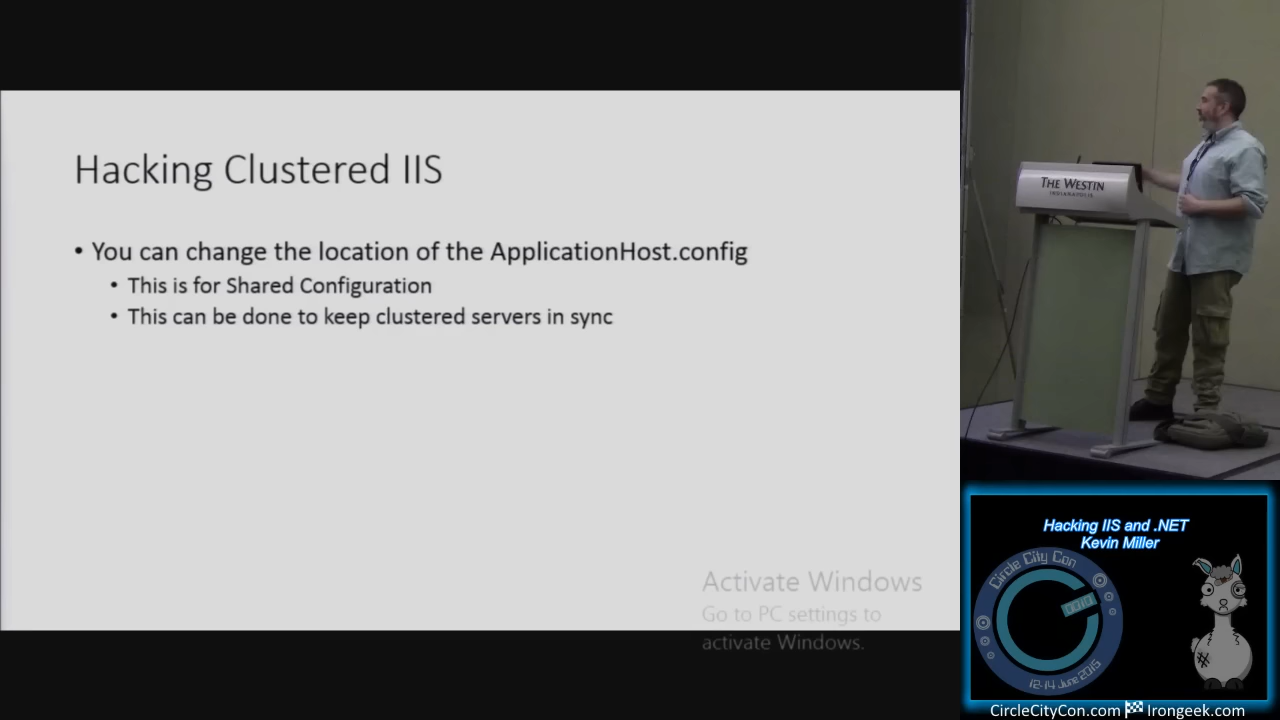 Hacking Clustered IIS
• You can change the location of the ApplicationHost.config
• This is for Shared Configuration
• This can be done to keep clustered servers in sync
Activate Windows
Go to PC settings to
activate Windows.
THE WESTIN
INDIANAPOLIS
Hacking IIS and .NET
Kevin Miller
Circle City Con
12-14 June 2015
CircleCityCon.com Irongeek.com